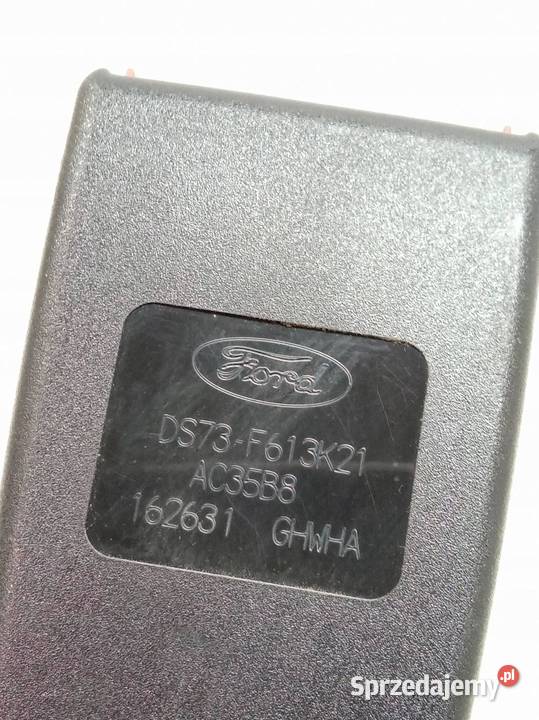 Ford
DS73-F613K21
AC35B8
162631 GHWHA
Sprzedajemy.pl